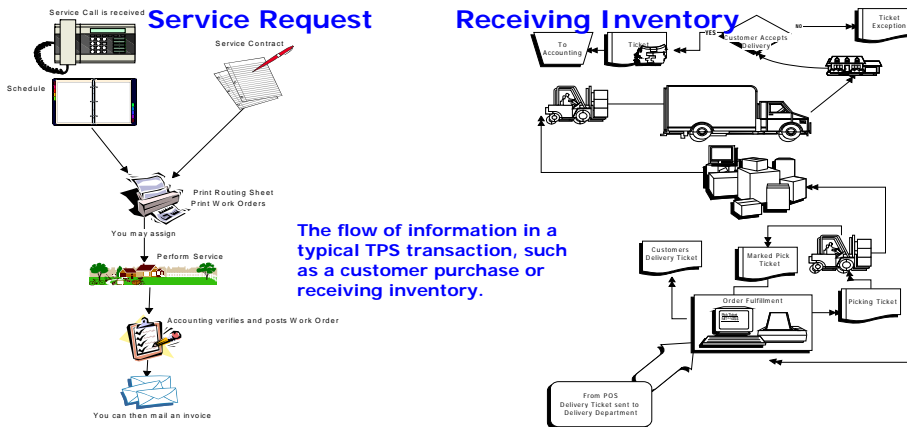 Service Request
Receiving Inventory
Service Call is received
Service Contract
Schedule
Print Routing Sheet
Print Work Orders
You may assign
Perform Service
Accounting verifies and posts Work Order
You can then mail an invoice
The flow of information in a
typical TPS transaction, such
as a customer purchase or
receiving inventory.
To
Accounting
Ticket
YES
Customer Accepts
Delivery
NO
Ticket
Exception
Customers
Delivery Ticket
Marked Pick
Ticket
Order Fulfillment
Picking Ticket
From POS
Delivery Ticket sent to
Delivery Department